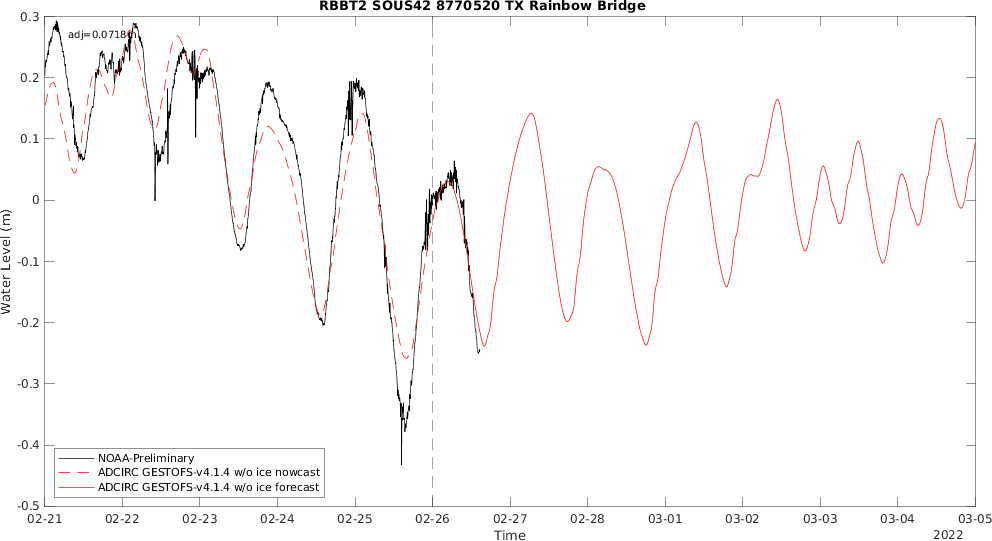 RBBT2 SOUS42 8770520 TX Rainbow Bridge
adj=0.0718
Water Level (m)
0.3
0.2
0.1
0
-0.1
-0.2
-0.3
-0.4
-0.5
NOAA-Preliminary
ADCIRC GESTOFS-v4.1.4 w/o ice nowcast
ADCIRC GESTOFS-v4.1.4 w/o ice forecast
02-21 02-22 02-23 02-24 02-25 02-26 02-27 02-28 03-01 03-02 03-03 03-04 03-05
Time
2022